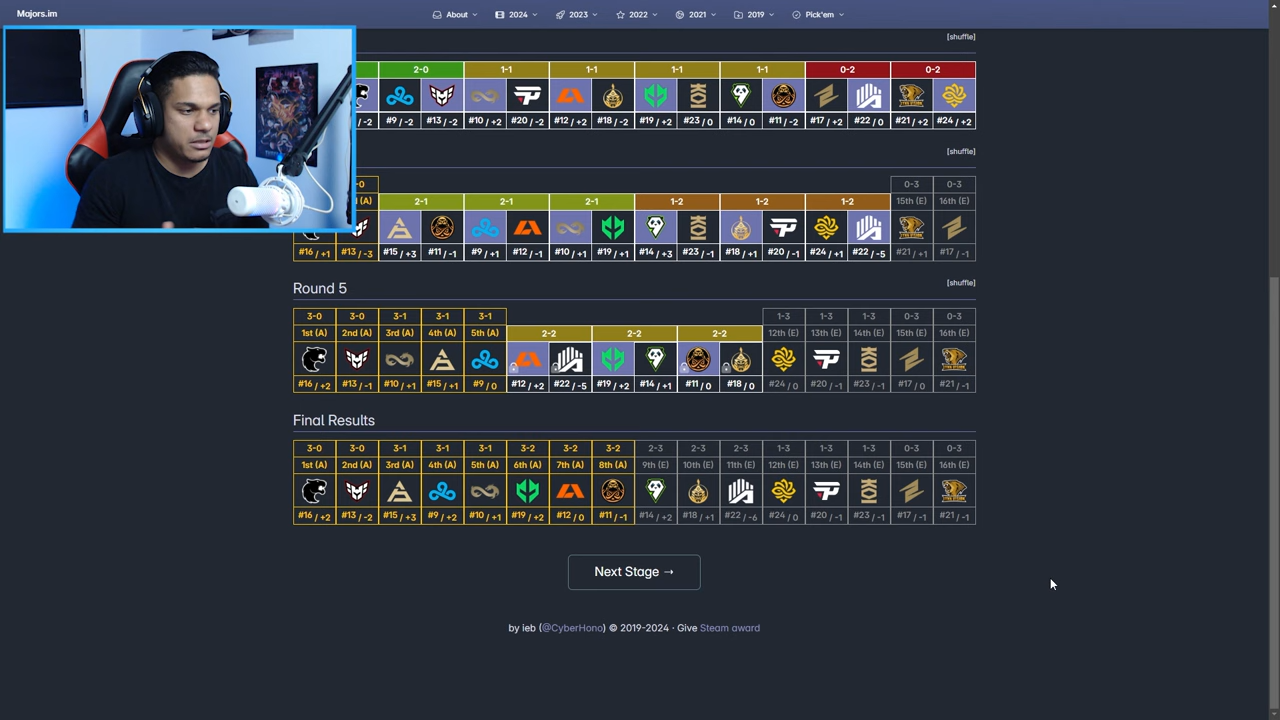 Majors.im
About 2024 2023 2022 2021 2019 Pick'em
[shuffle]
2-0 1-1 1-1 1-1 1-1 0-2 0-2
/ -2 #9 / -2 #13 / -2 #10 / +2 #20 / -2 #12 / +2 #18 / -2 #19 / +2 #23 / 0 #14 / 0 #11 / -2 #17 / +2 #22 / 0 #21 / +2 #24 / +2
[shuffle]
-0 0-3 0-3
(A) 2-1 2-1 2-1 1-2 1-2 1-2 15th (E) 16th (E)
#16 / +1 #13 / -3 #15 / +3 #11 / -1 #9 / +1 #12 / -1 #10 / +1 #19 / +1 #14 / +3 #23 / -1 #18 / +1 #20 / -1 #24 / +1 #22 / -5 #21 / +1 #17 / -1
Round 5 [shuffle]
3-0 3-0 3-1 3-1 3-1 1-3 1-3 1-3 0-3 0-3
1st (A) 2nd (A) 3rd (A) 4th (A) 5th (A) 2-2 2-2 2-2 12th (E) 13th (E) 14th (E) 15th (E) 16th (E)
#16 / +2 #13 / -1 #10 / +1 #15 / +1 #9 / 0 #12 / +2 #22 / -5 #19 / +2 #14 / +1 #11 / 0 #18 / 0 #24 / 0 #20 / -1 #23 / -1 #17 / 0 #21 / -1
Final Results
3-0 3-0 3-1 3-1 3-1 3-2 3-2 3-2 2-3 2-3 2-3 1-3 1-3 1-3 0-3 0-3
1st (A) 2nd (A) 3rd (A) 4th (A) 5th (A) 6th (A) 7th (A) 8th (A) 9th (E) 10th (E) 11th (E) 12th (E) 13th (E) 14th (E) 15th (E) 16th (E)
#16 / +2 #13 / -2 #15 / +3 #9 / +2 #10 / +1 #19 / +2 #12 / 0 #11 / -1 #14 / +2 #18 / +1 #22 / -6 #24 / 0 #20 / -1 #23 / -1 #17 / -1 #21 / -1
Next Stage →
by ieb (@CyberHono) © 2019-2024 · Give Steam award